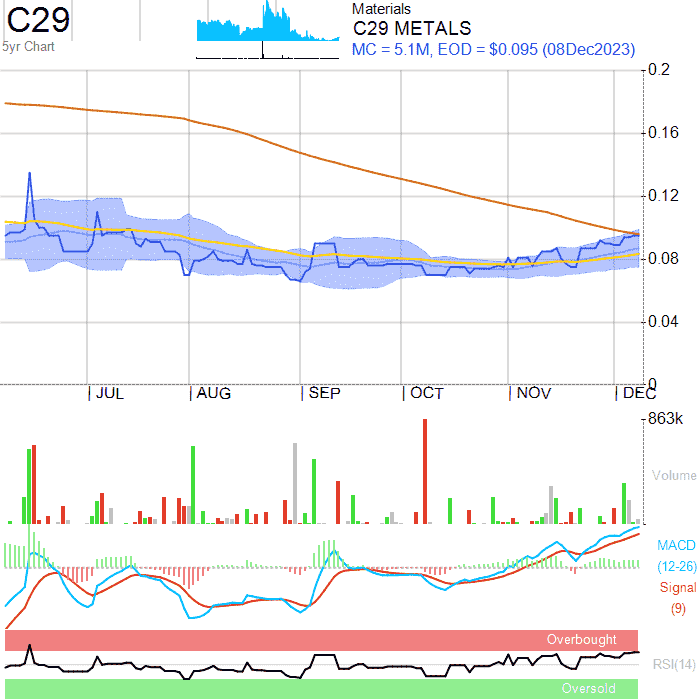 C29
5yr Chart
Materials
C29 METALS
MC = 5.1M, EOD = $0.095 (08Dec2023)
0.2
0.16
0.12
0.08
0.04
0
JUL AUG SEP OCT NOV DEC
863k
Volume
MACD
(12-26)
Signal
(9)
Overbought
RSI(14)
Oversold